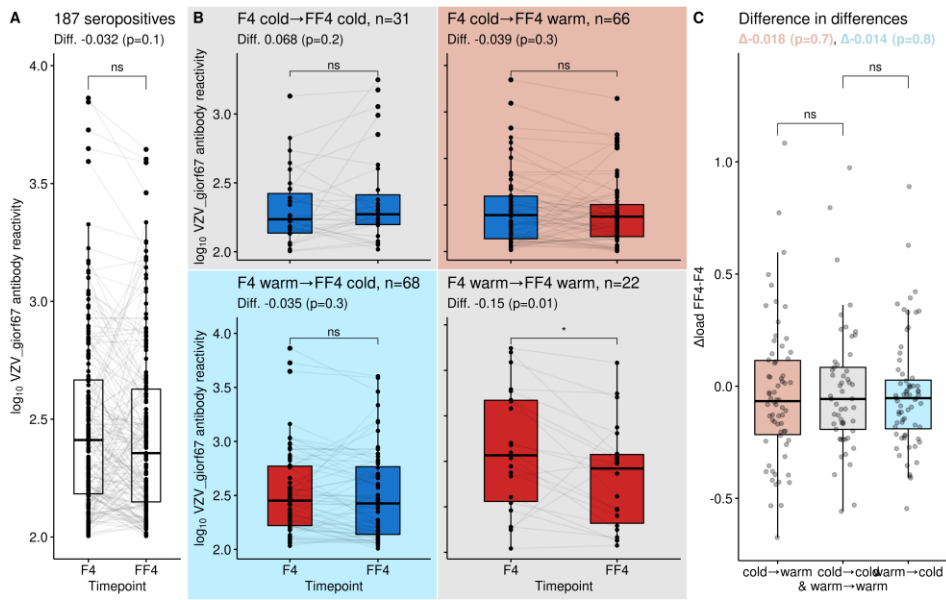 A
187 seropositives
Diff. -0.032 (p=0.1)
ns
4.0
3.5
3.0
2.5
2.0
log10 VZV_giorf67 antibody reactivity
F4
FF4
Timepoint
B
F4 cold→FF4 cold, n=31
Diff. 0.068 (p=0.2)
ns
3.0
2.5
2.0
log10 VZV_giorf67 antibody reactivity
F4 cold→FF4 warm, n=66
Diff. -0.039 (p=0.3)
ns
F4 warm→FF4 cold, n=68
Diff. -0.035 (p=0.3)
ns
4.0
3.5
3.0
2.5
2.0
log10 VZV_giorf67 antibody reactivity
F4
FF4
Timepoint
F4 warm→FF4 warm, n=22
Diff. -0.15 (p=0.01)
*
F4
FF4
Timepoint
C
Difference in differences
Δ-0.018 (p=0.7), Δ-0.014 (p=0.8)
ns
ns
1.0
0.5
0.0
-0.5
Δload FF4-F4
cold→warm
cold→cold
warm→cold
& warm→warm